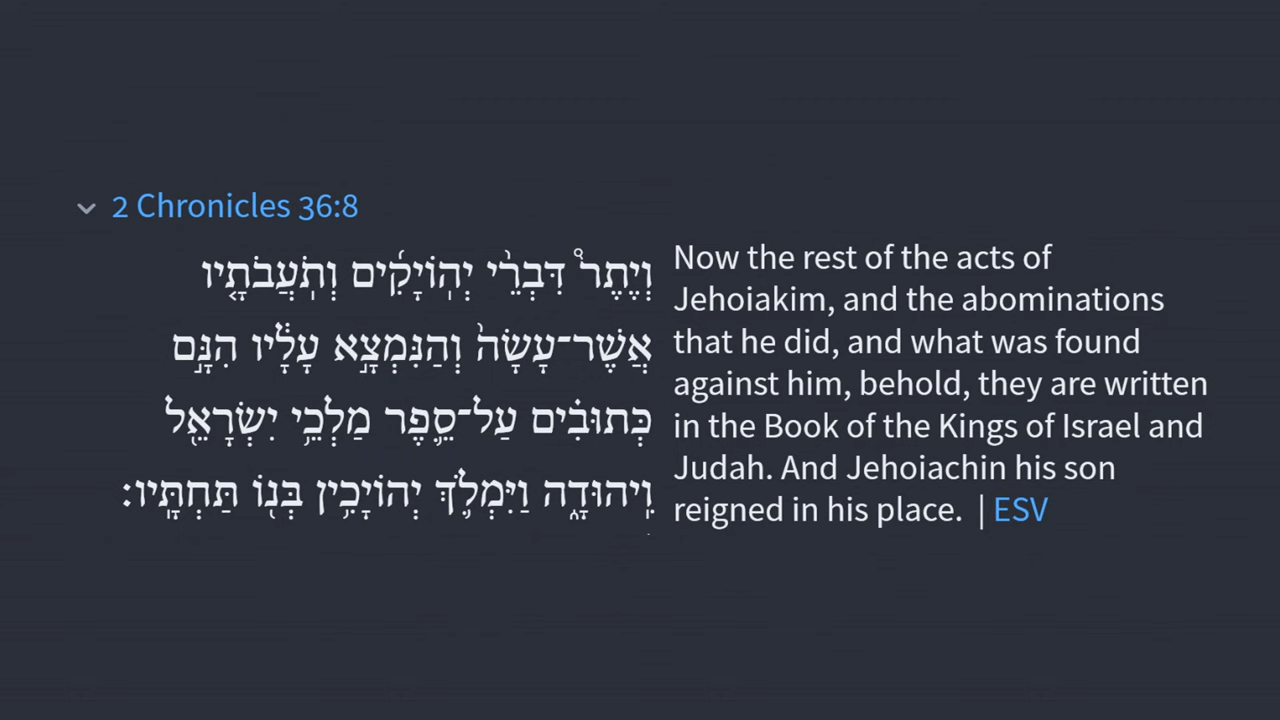 2 Chronicles 36:8
וְיֶ֨תֶר֩ דִּבְרֵ֨י יְהֽוֹיָקִ֜ים וְתֹֽעֲבֹתָ֤יו
אֲשֶׁר־עָשָׂה֙ וְהַנִּמְצָ֣א עָלָ֔יו הִנָּ֣ם
כְּתוּבִ֗ים עַל־סֵ֛פֶר מַלְכֵ֥י יִשְׂרָאֵ֖ל
וִֽיהוּדָ֑ה וַיִּמְלֹ֛ךְ יְהוֹיָכִ֥ין בְּנ֖וֹ תַּחְתָּֽיו׃
Now the rest of the acts of
Jehoiakim, and the abominations
that he did, and what was found
against him, behold, they are written
in the Book of the Kings of Israel and
Judah. And Jehoiachin his son
reigned in his place. | ESV